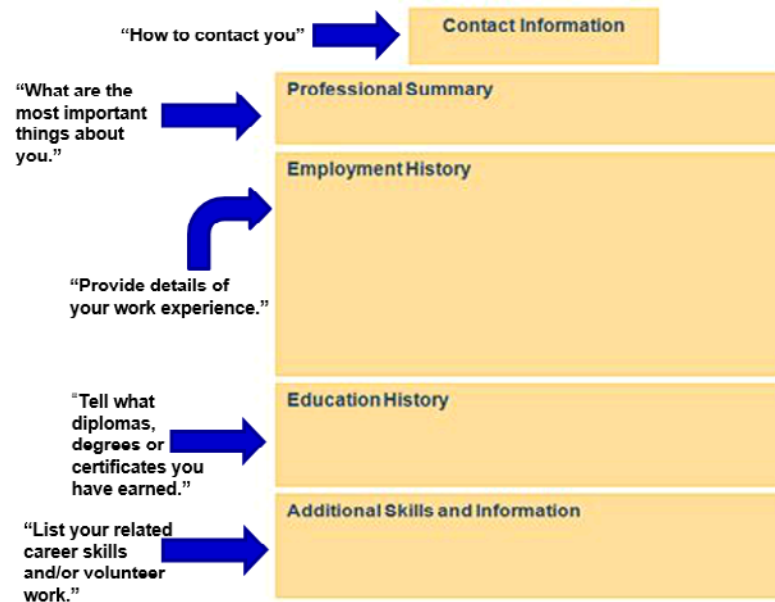 “How to contact you”
Contact Information
“What are the
most important
things about
you.”
Professional Summary
Employment History
“Provide details of
your work experience.”
“Tell what
diplomas,
degrees or
certificates you
have earned.”
Education History
“List your related
career skills
and/or volunteer
work.”
Additional Skills and Information